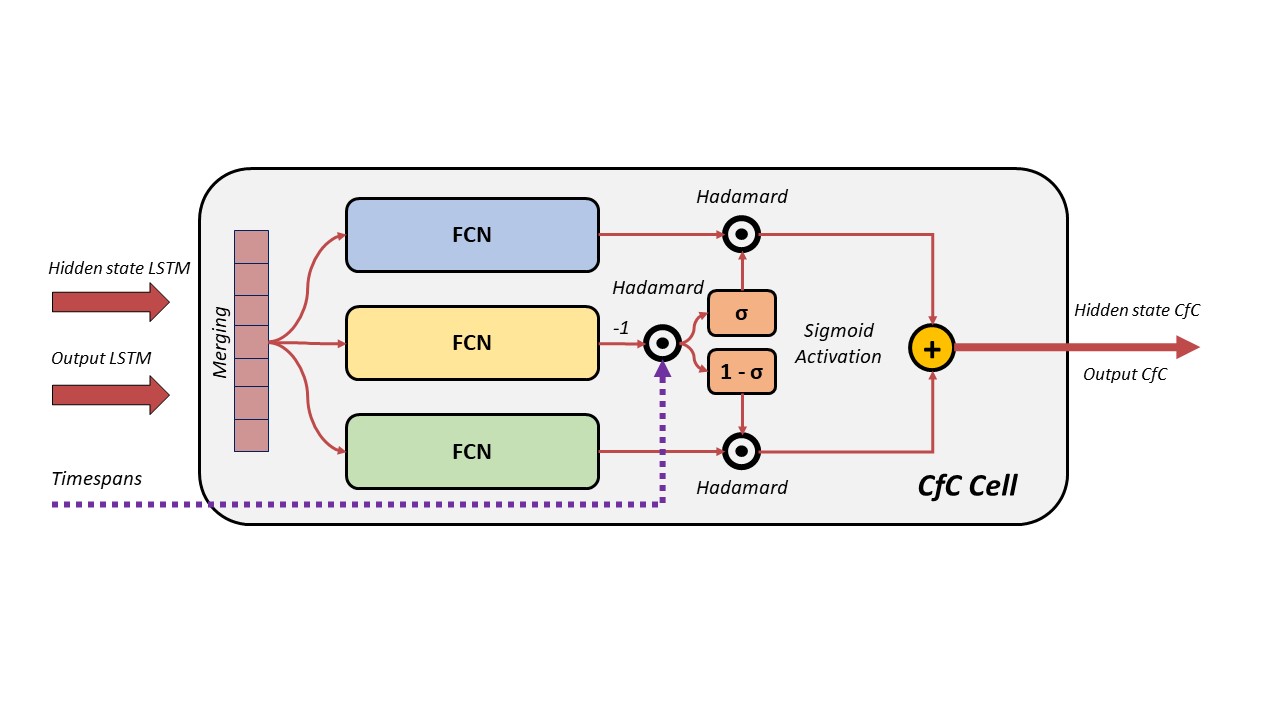 Hadamard
FCN
Hidden state LSTM
Hadamard
Merging
-1
σ
FCN
Sigmoid
Activation
Hidden state CfC
+
Output LSTM
1 - σ
Output CfC
FCN
Timespans
Hadamard
CfC Cell